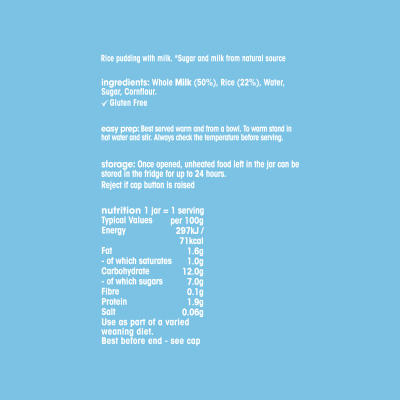 Rice pudding with milk. *Sugar and milk from natural source
ingredients: Whole Milk (50%), Rice (22%), Water,
Sugar, Cornflour.
✓ Gluten Free
easy prep: Best served warm and from a bowl. To warm stand in
hot water and stir. Always check the temperature before serving.
storage: Once opened, unheated food left in the jar can be
stored in the fridge for up to 24 hours.
Reject if cap button is raised
nutrition 1 jar = 1 serving
Typical Values per 100g
Energy 297kJ /
71kcal
Fat 1.6g
- of which saturates 1.0g
Carbohydrate 12.0g
- of which sugars 7.0g
Fibre 0.1g
Protein 1.9g
Salt 0.06g
Use as part of a varied
weaning diet.
Best before end - see cap